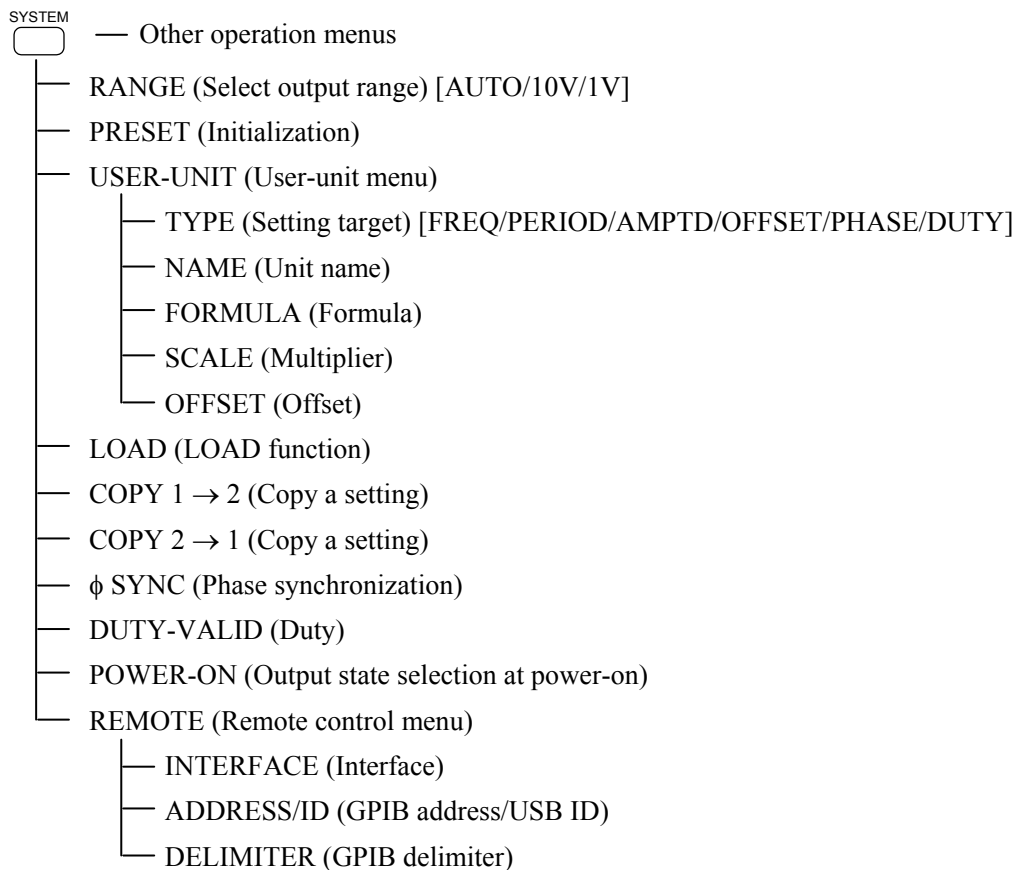 SYSTEM
— Other operation menus
RANGE (Select output range) [AUTO/10V/1V]
PRESET (Initialization)
USER-UNIT (User-unit menu)
TYPE (Setting target) [FREQ/PERIOD/AMPTD/OFFSET/PHASE/DUTY]
NAME (Unit name)
FORMULA (Formula)
SCALE (Multiplier)
OFFSET (Offset)
LOAD (LOAD function)
COPY 1 → 2 (Copy a setting)
COPY 2 → 1 (Copy a setting)
ϕ SYNC (Phase synchronization)
DUTY-VALID (Duty)
POWER-ON (Output state selection at power-on)
REMOTE (Remote control menu)
INTERFACE (Interface)
ADDRESS/ID (GPIB address/USB ID)
DELIMITER (GPIB delimiter)